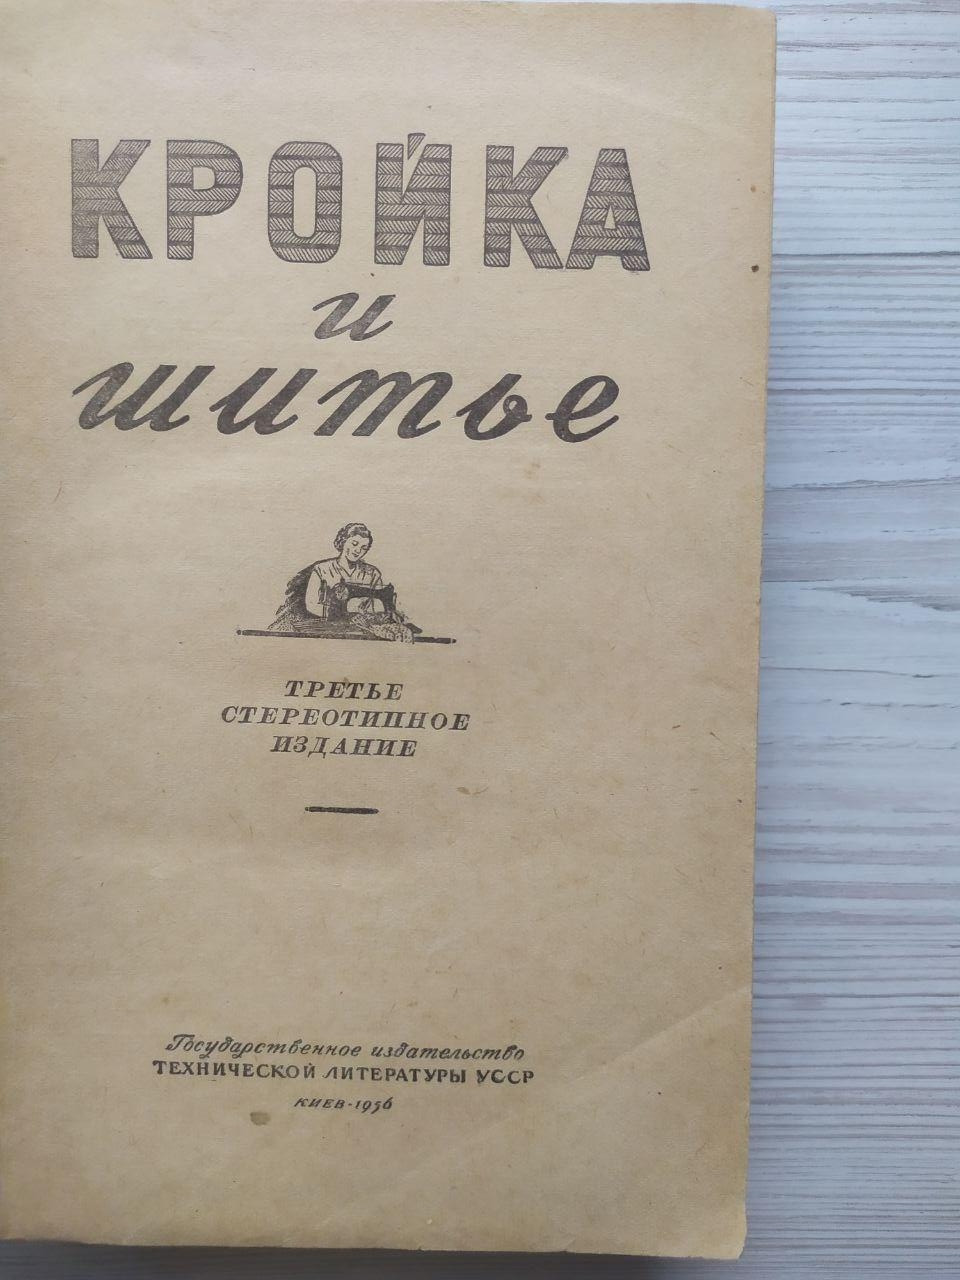 КРОЙКА
и
шитье
ТРЕТЬЕ
СТЕРЕОТИПНОЕ
ИЗДАНИЕ
Государственное издательство
ТЕХНИЧЕСКОЙ ЛИТЕРАТУРЫ УССР
КИЕВ-1956